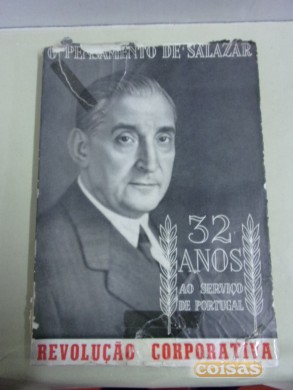 O PENSAMENTO DE SALAZAR
32
ANOS
AO SERVIÇO
DE PORTUGAL
REVOLUÇÃO CORPORATIVA
coisas